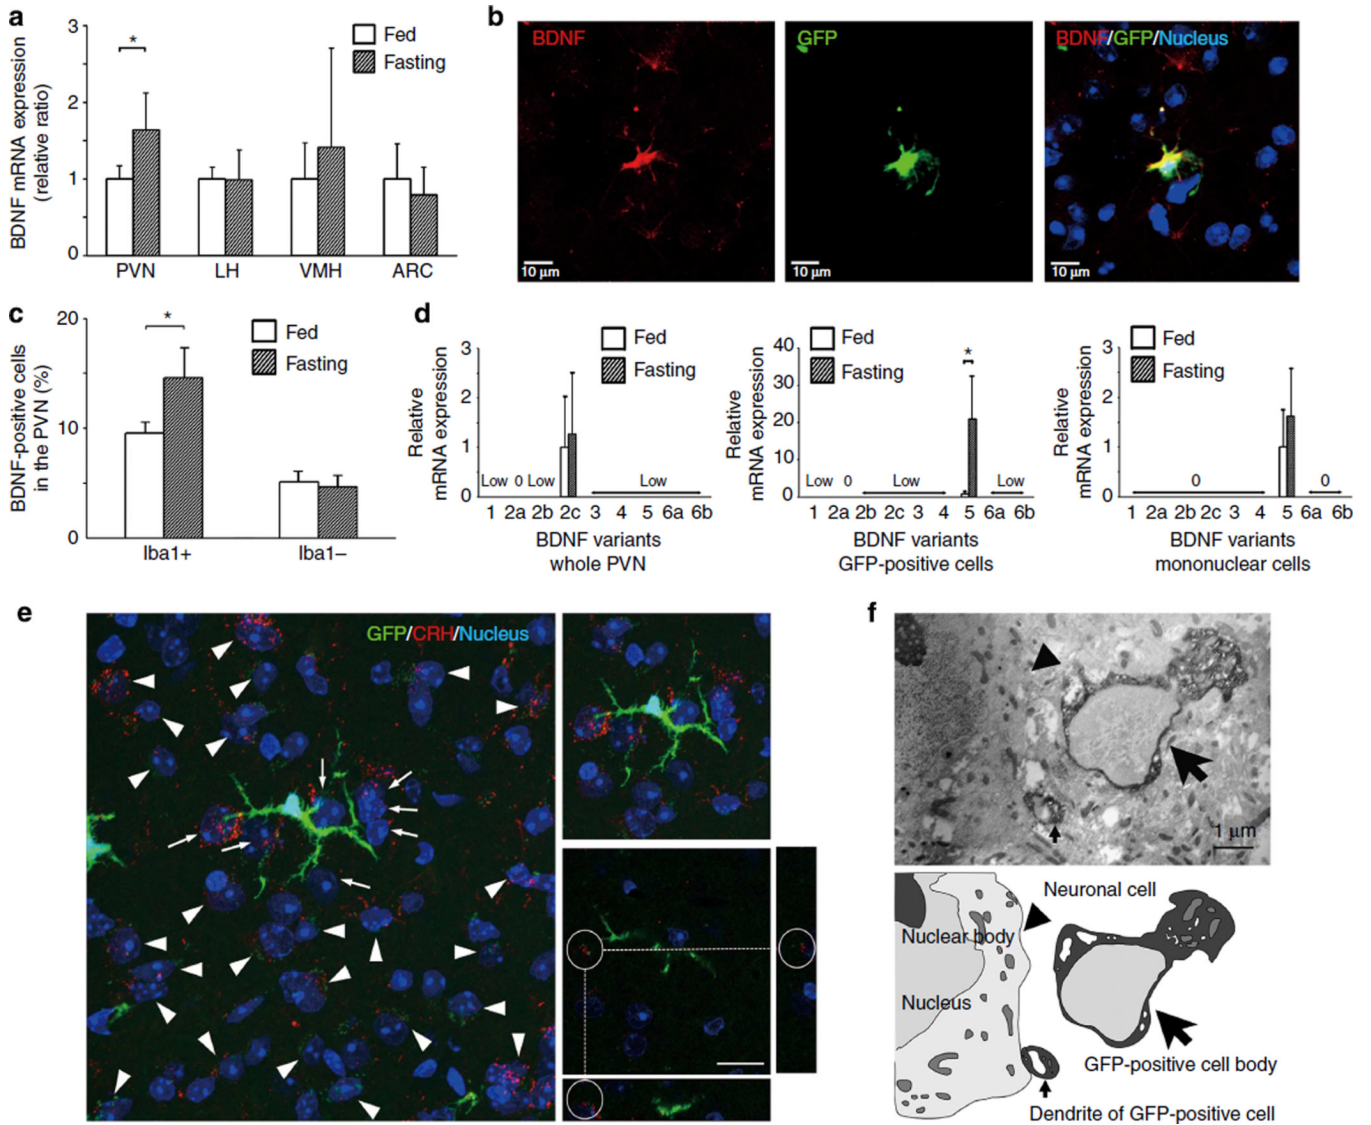 a
BDNF mRNA expression
(relative ratio)
3
2
1
0
*
Fed
Fasting
PVN LH VMH ARC
b
BDNF
10 μm
GFP
10 μm
BDNF/GFP/Nucleus
10 μm
c
BDNF-positive cells
in the PVN (%)
20
10
0
*
Fed
Fasting
Iba1+ Iba1–
d
Relative
mRNA expression
3
2
1
0
Fed
Fasting
Low 0 Low Low
1 2a 2b 2c 3 4 5 6a 6b
BDNF variants
whole PVN
Relative
mRNA expression
40
30
20
10
0
Fed
Fasting
*
Low 0 Low Low
1 2a 2b 2c 3 4 5 6a 6b
BDNF variants
GFP-positive cells
Relative
mRNA expression
3
2
1
0
Fed
Fasting
0 0
1 2a 2b 2c 3 4 5 6a 6b
BDNF variants
mononuclear cells
e
GFP/CRH/Nucleus
f
1 μm
Neuronal cell
Nuclear body
Nucleus
GFP-positive cell body
Dendrite of GFP-positive cell